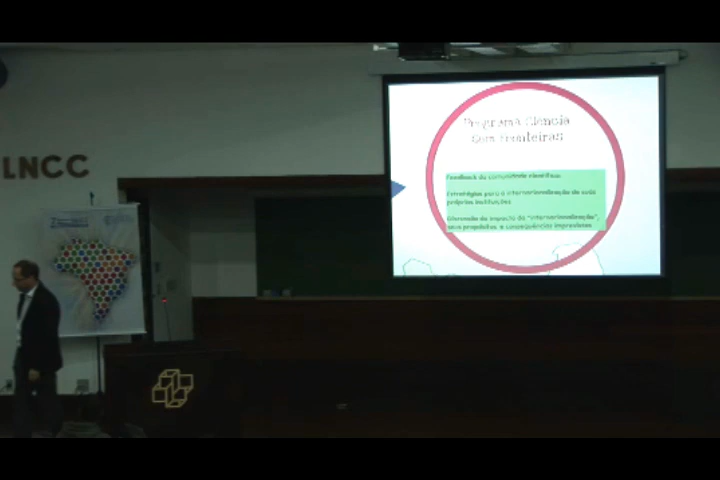 LNCC
Programa Ciência
Sem Fronteiras
Feedback da comunidade científica
Estratégias para a internacionalização de suas
próprias instituições
Dimensão do impacto da "internacionalização",
seus propósitos e consequências imprevistas